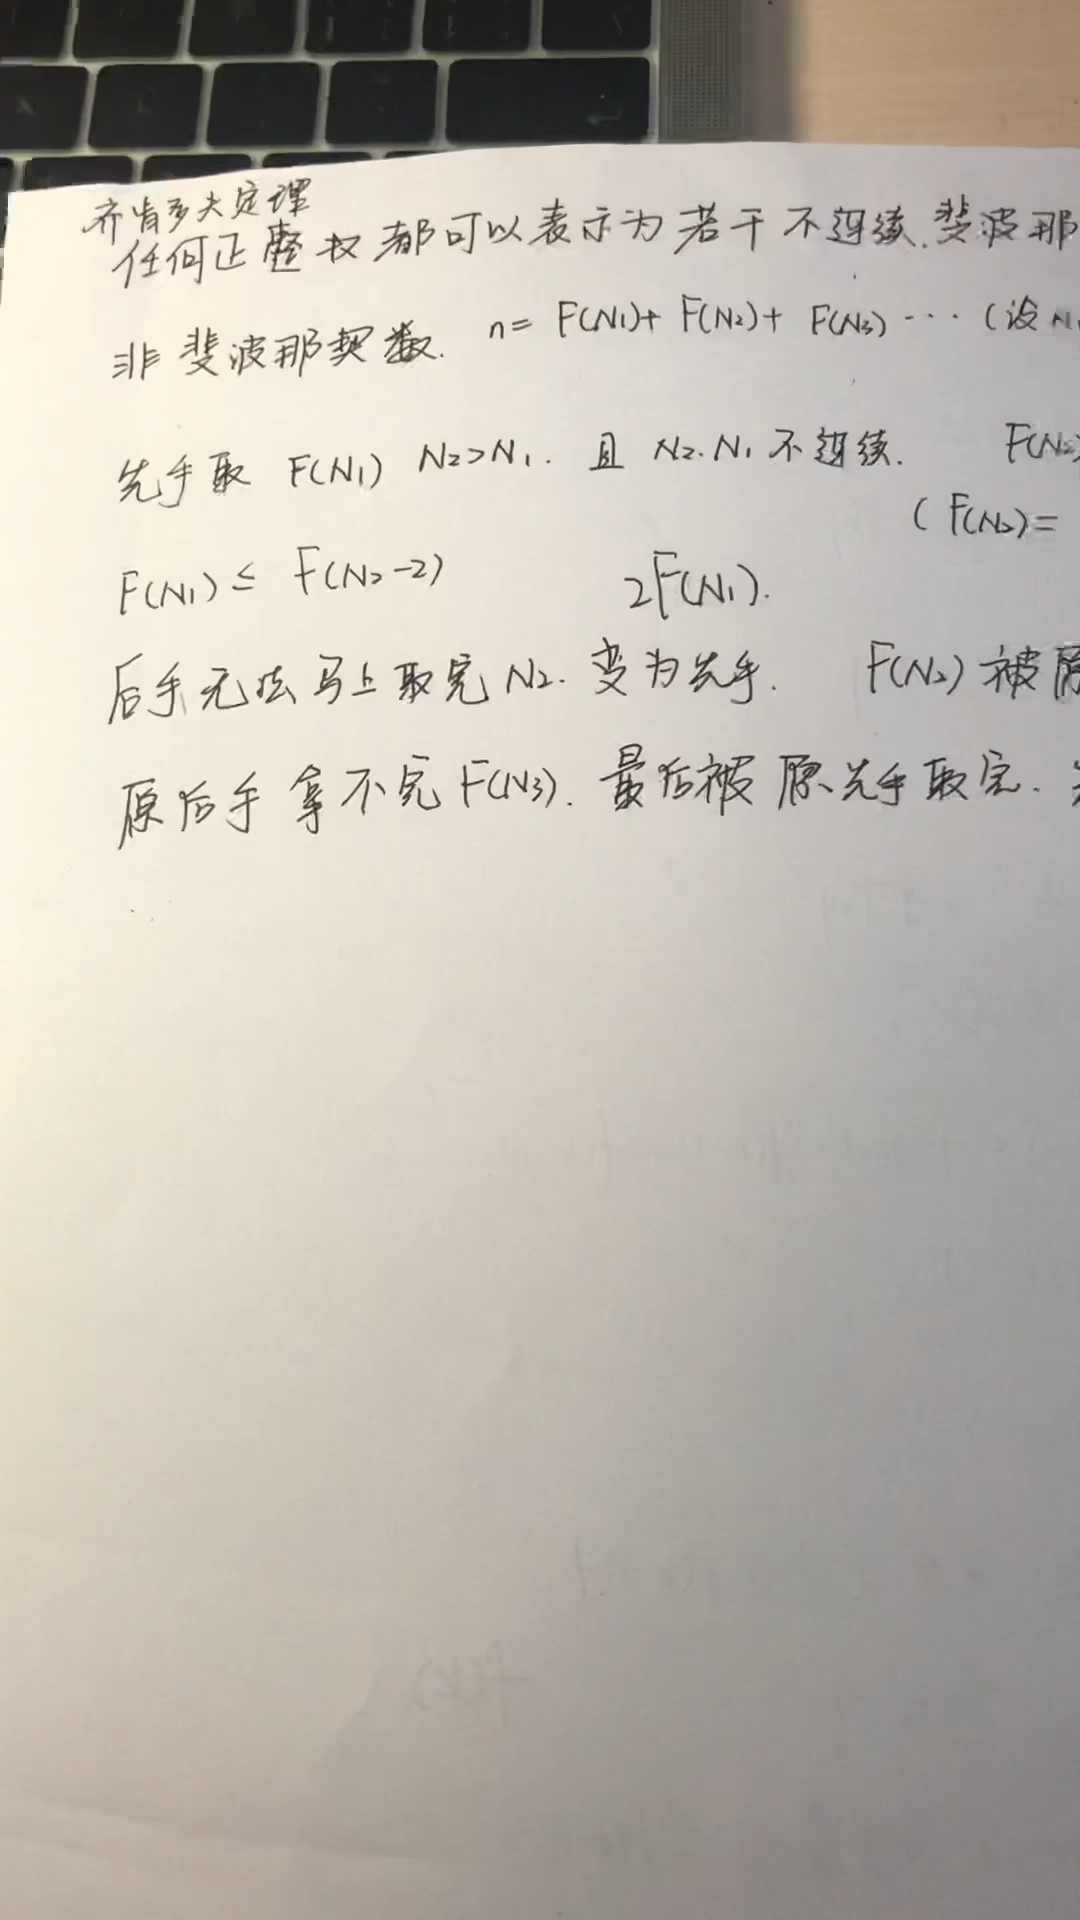 齐肯多夫定理
任何正整数都可以表示为若干不连续斐波那
非斐波那契数. n= F(N1)+ F(N2)+ F(N3) ··· (设 N
先手取 F(N1) N2>N1. 且 N2. N1 不连续. F(N2)
( F(N2)=
F(N1) ≤ F(N2-2) 2F(N1).
后手无法马上取完 N2. 变为先手. F(N2) 被原
原后手拿不完 F(N3). 最后被原先手取完.